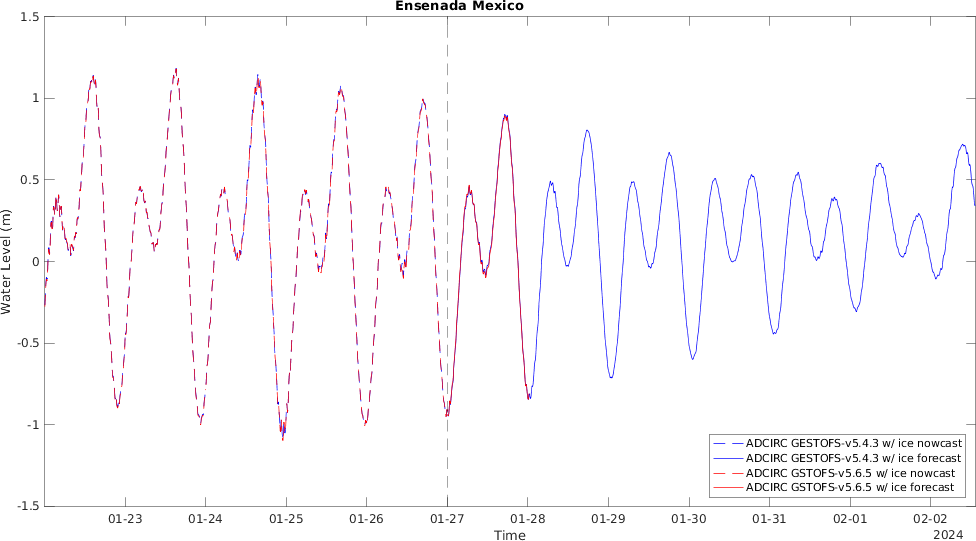 Ensenada Mexico
Water Level (m)
1.5
1
0.5
0
-0.5
-1
-1.5
01-23
01-24
01-25
01-26
01-27
01-28
01-29
01-30
01-31
02-01
02-02
2024
Time
ADCIRC GESTOFS-v5.4.3 w/ ice nowcast
ADCIRC GESTOFS-v5.4.3 w/ ice forecast
ADCIRC GSTOFS-v5.6.5 w/ ice nowcast
ADCIRC GSTOFS-v5.6.5 w/ ice forecast